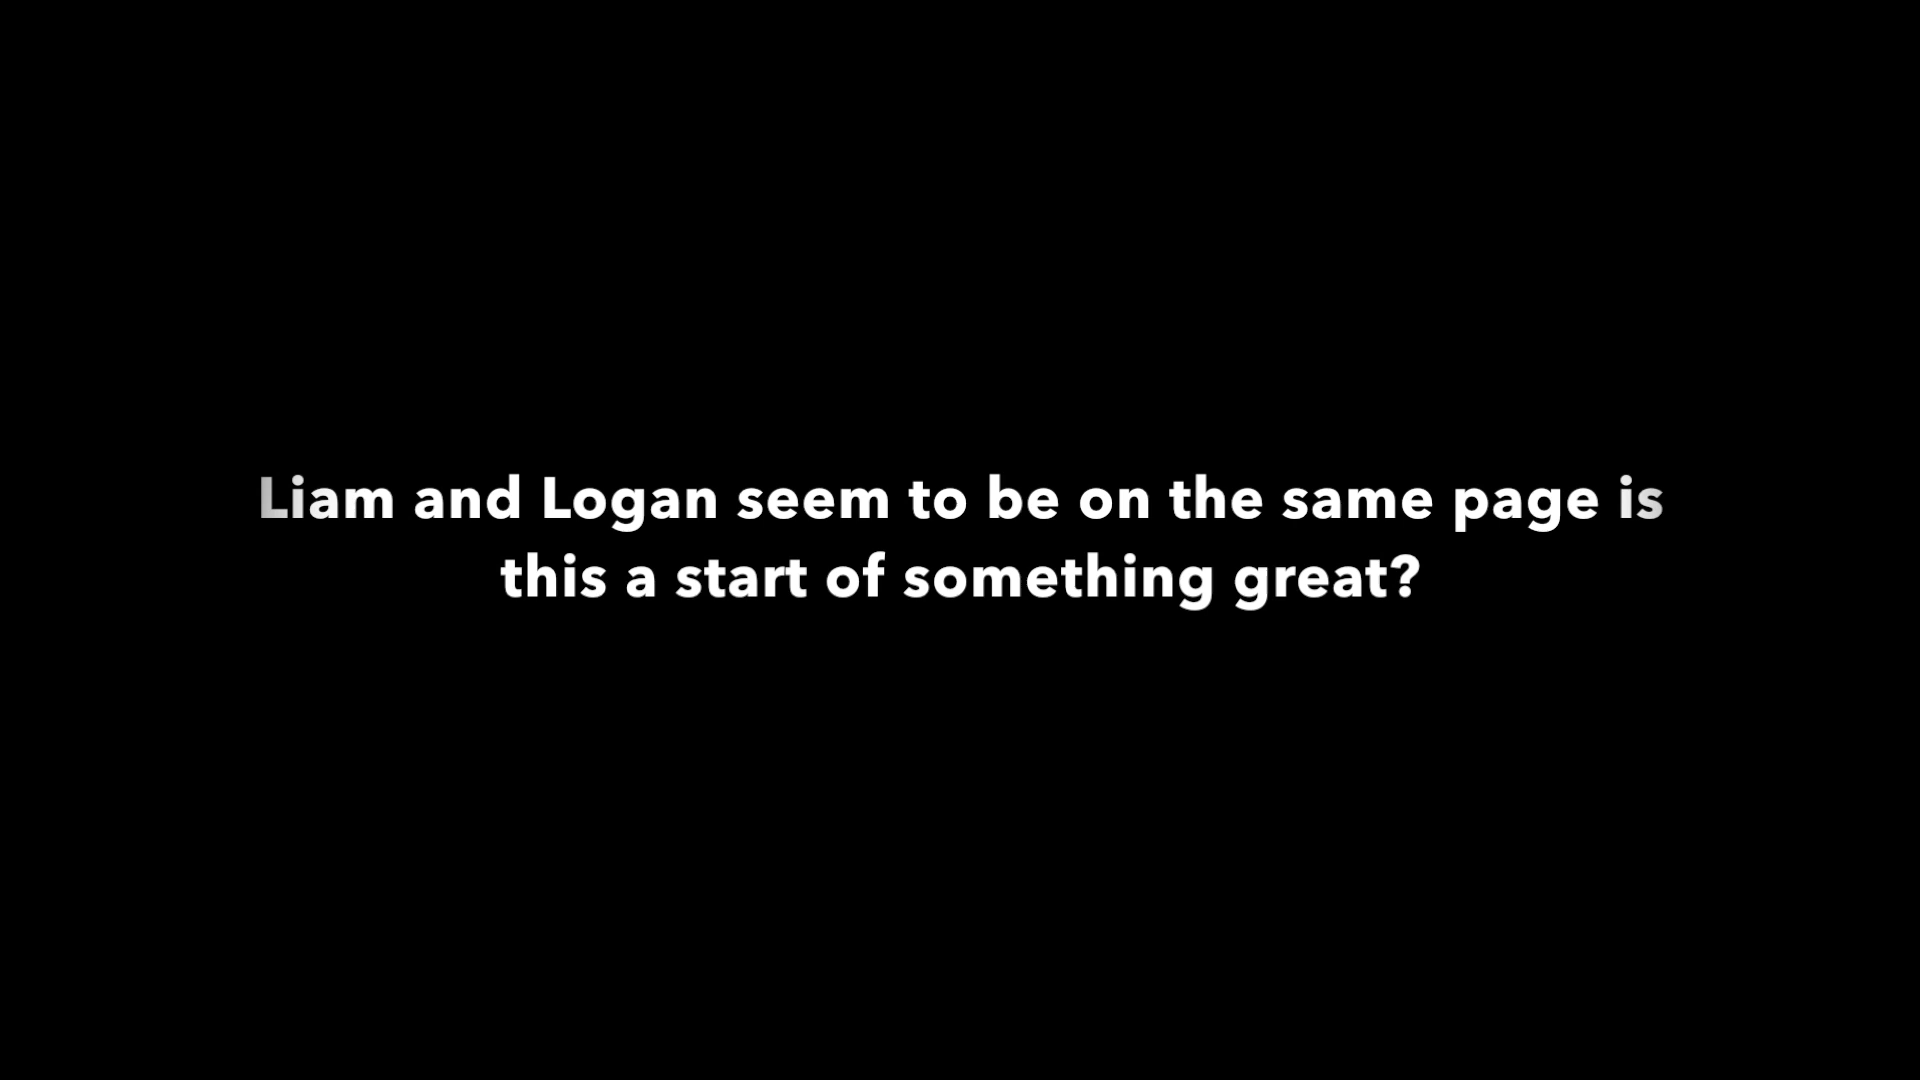 Liam and Logan seem to be on the same page is
this a start of something great?